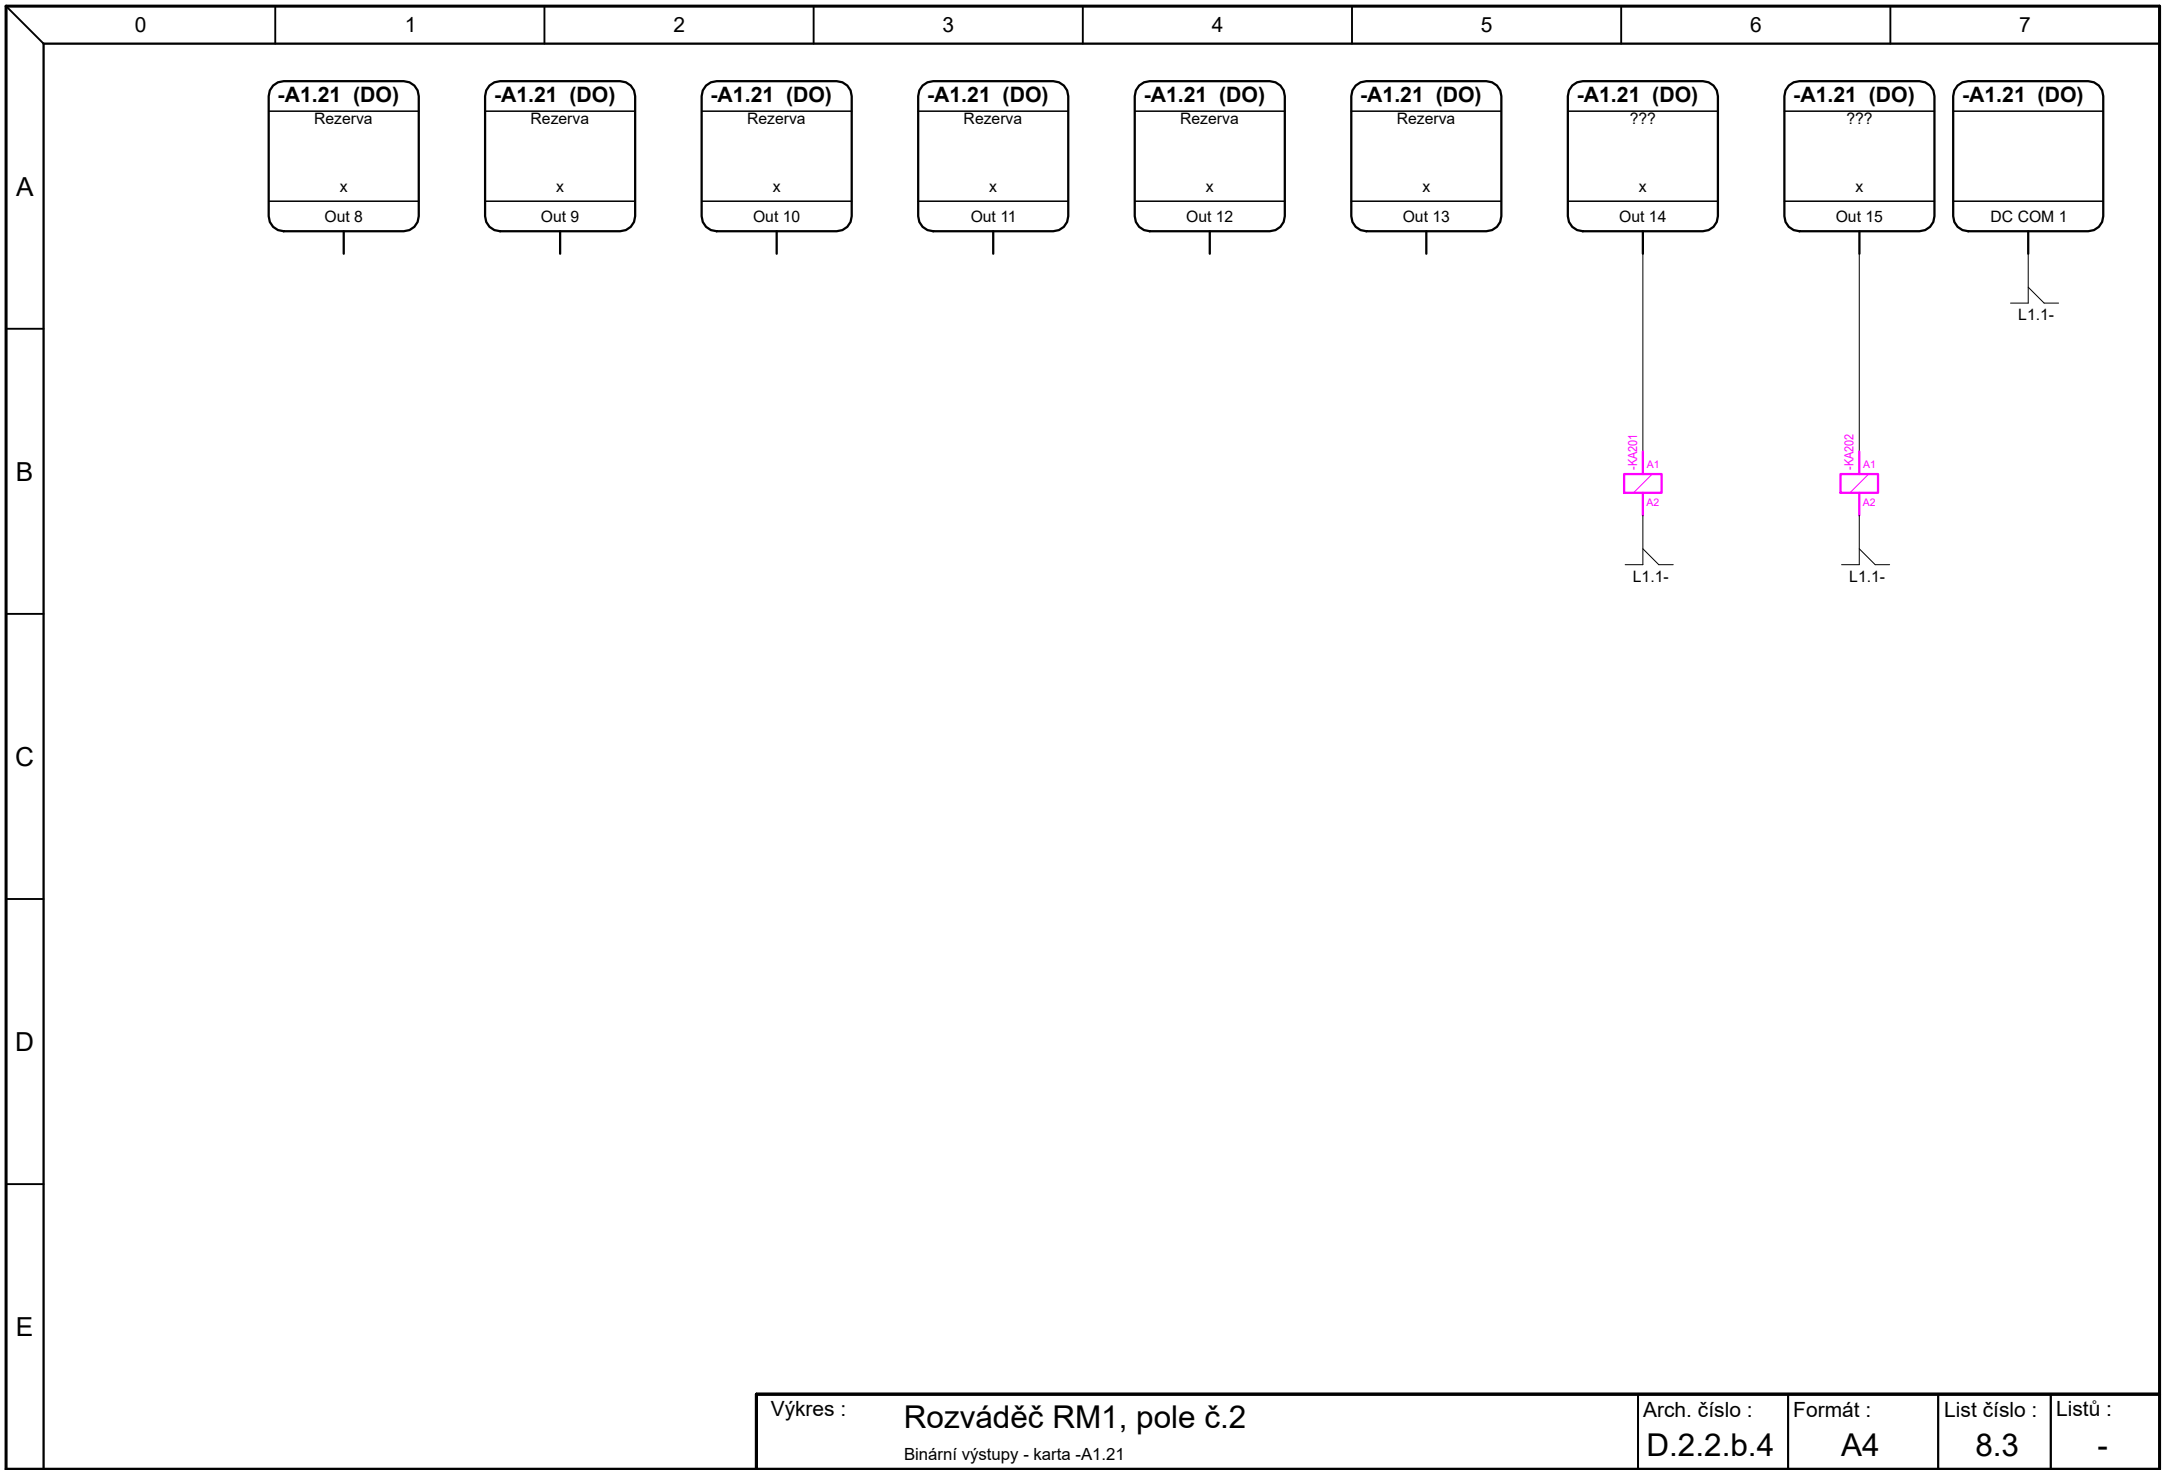 0 1 2 3 4 5 6 7
-A1.21 (DO) -A1.21 (DO) -A1.21 (DO) -A1.21 (DO) -A1.21 (DO) -A1.21 (DO) -A1.21 (DO) -A1.21 (DO) -A1.21 (DO)
Rezerva Rezerva Rezerva Rezerva Rezerva Rezerva ??? ???
A x x x x x x x x
Out 8 Out 9 Out 10 Out 11 Out 12 Out 13 Out 14 Out 15 DC COM 1
L1.1-
B
-KA201 A1 -KA202 A1
A2 A2
L1.1- L1.1-
C
D
E
Výkres : Rozváděč RM1, pole č.2
Binární výstupy - karta -A1.21
Arch. číslo : Formát : List číslo : Listů :
D.2.2.b.4 A4 8.3 -